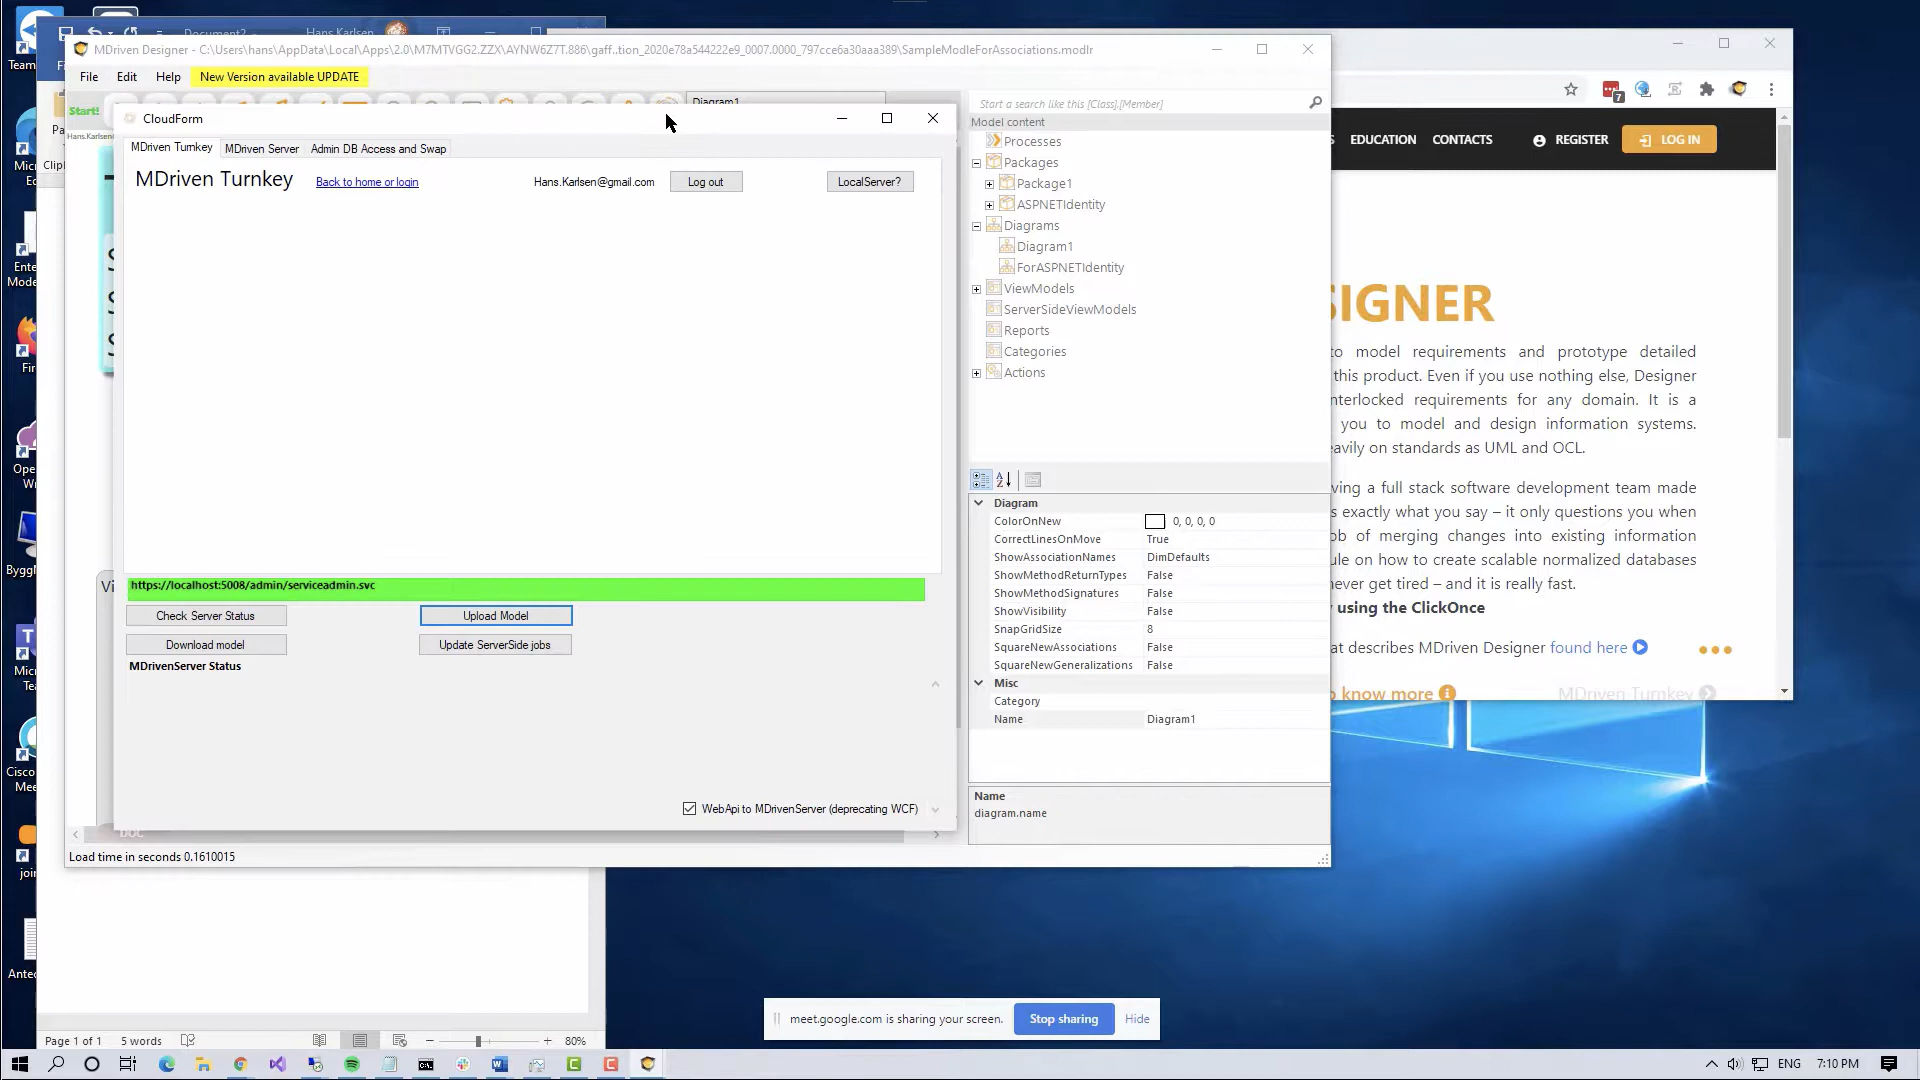 Document2 -
Hans Karlsen
MDriven Designer - C:\Users\hans\AppData\Local\Apps\2.0\M7MTVGG2.ZZX\AYNW6Z7T.886\gaff..tion_2020e78a544222e9_0007.0000_797cce6a30aaa389\SampleModleForAssociations.modlr
File
Edit
Help
New Version available UPDATE
Start!
Diagram1
Hans.Karlsen
CloudForm
MDriven Turnkey
MDriven Server
Admin DB Access and Swap
MDriven Turnkey
Back to home or login
Hans.Karlsen@gmail.com
Log out
LocalServer?
https://localhost:5008/admin/serviceadmin.svc
Check Server Status
Upload Model
Download model
Update ServerSide jobs
MDrivenServer Status
WebApi to MDrivenServer (deprecating WCF)
DOC
Load time in seconds 0.1610015
Start a search like this [Class].[Member]
Model content
Processes
Packages
Package1
ASPNETIdentity
Diagrams
Diagram1
ForASPNETIdentity
ViewModels
ServerSideViewModels
Reports
Categories
Actions
Diagram
ColorOnNew 0, 0, 0, 0
CorrectLinesOnMove True
ShowAssociationNames DimDefaults
ShowMethodReturnTypes False
ShowMethodSignatures False
ShowVisibility False
SnapGridSize 8
SquareNewAssociations False
SquareNewGeneralizations False
Misc
Category
Name Diagram1
Name
diagram.name
7
S EDUCATION CONTACTS REGISTER LOG IN
SIGNER
to model requirements and prototype detailed
this product. Even if you use nothing else, Designer
nterlocked requirements for any domain. It is a
you to model and design information systems.
eavily on standards as UML and OCL.
ving a full stack software development team made
s exactly what you say – it only questions you when
ob of merging changes into existing information
ule on how to create scalable normalized databases
never get tired – and it is really fast.
y using the ClickOnce
at describes MDriven Designer found here
o know more
MDriven Turnkey
meet.google.com is sharing your screen.
Stop sharing
Hide
Page 1 of 1
5 words
80%
ENG
7:10 PM